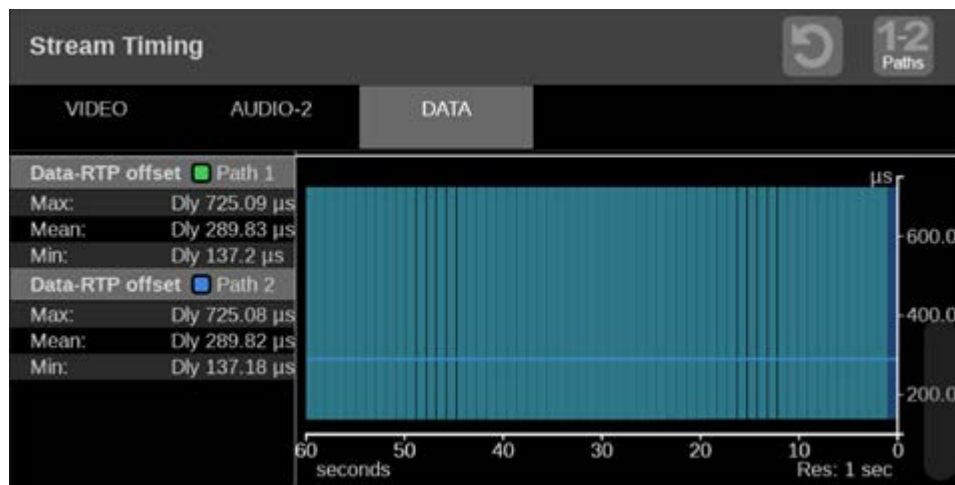 Stream Timing
1-2
Paths
VIDEO AUDIO-2 DATA
Data-RTP offset Path 1
Max: Dly 725.09 µs
Mean: Dly 289.83 µs
Min: Dly 137.2 µs
Data-RTP offset Path 2
Max: Dly 725.08 µs
Mean: Dly 289.82 µs
Min: Dly 137.18 µs
µs
600.0
400.0
200.0
60 50 40 30 20 10 0
seconds Res: 1 sec